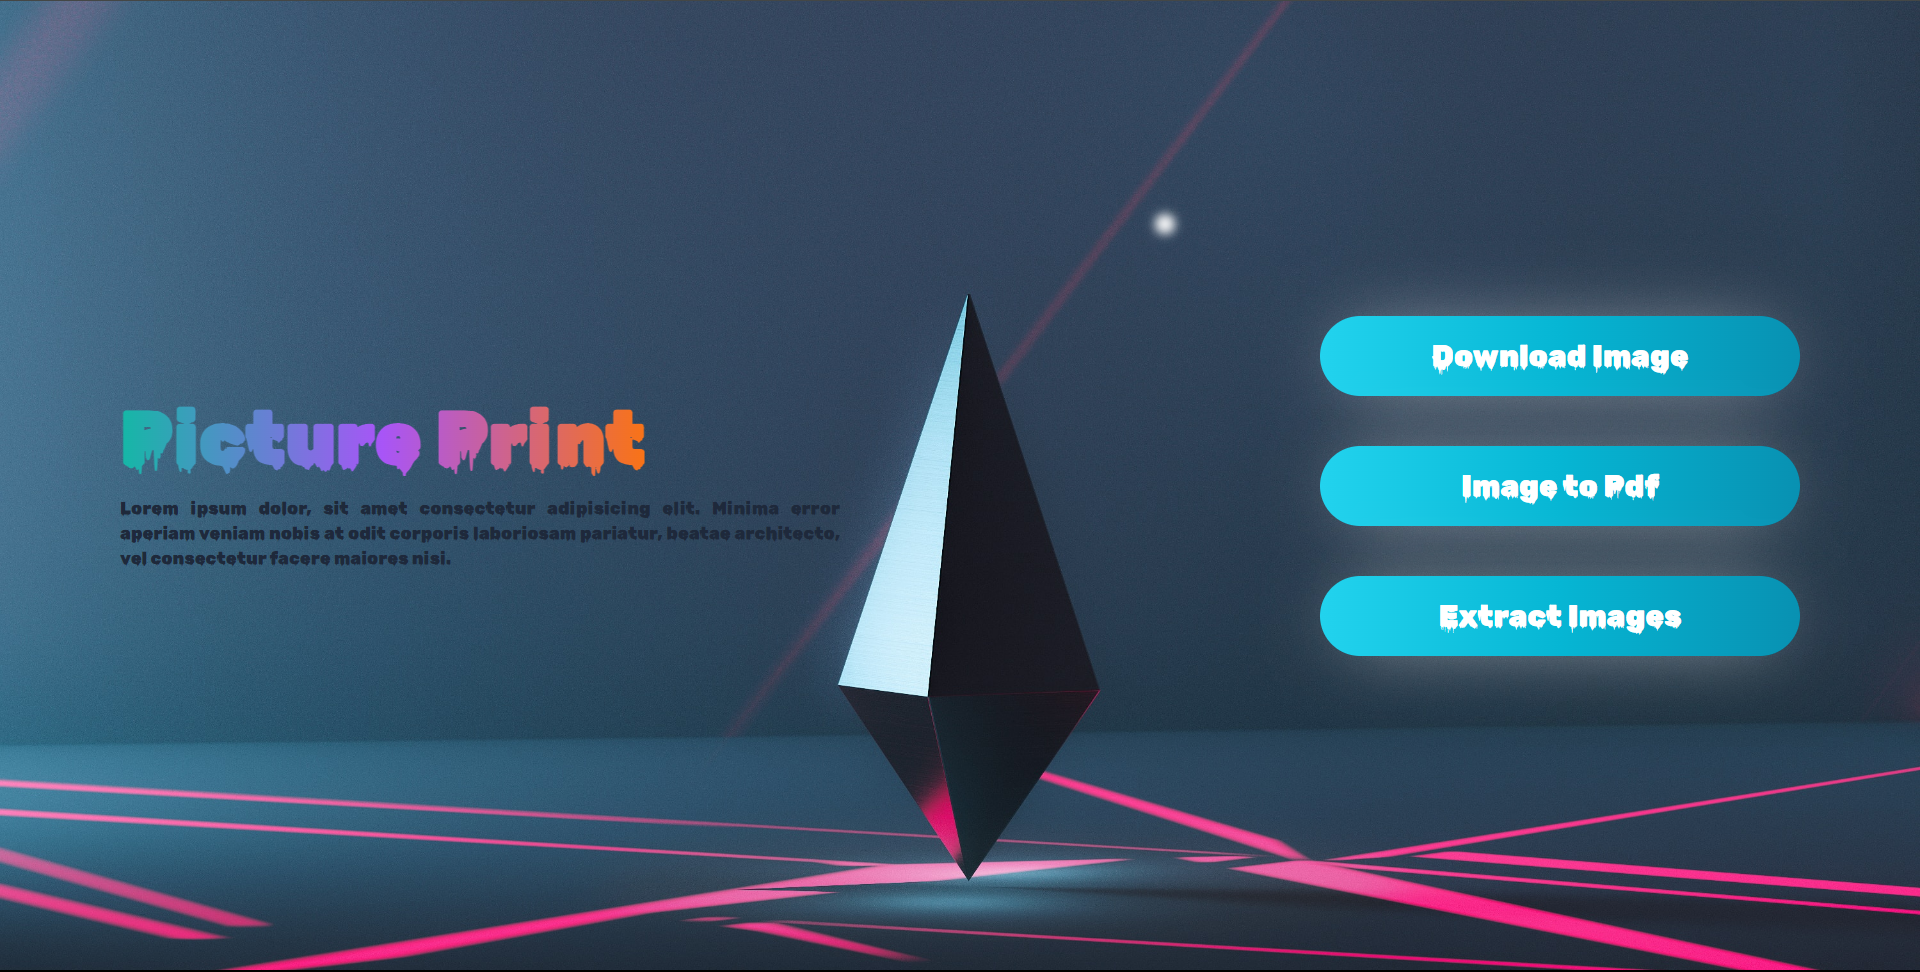 Picture Print
Lorem ipsum dolor, sit amet consectetur adipisicing elit. Minima error
aperiam veniam nobis at odit corporis laboriosam pariatur, beatae architecto,
vel consectetur facere maiores nisi.
Download Image
Image to Pdf
Extract Images